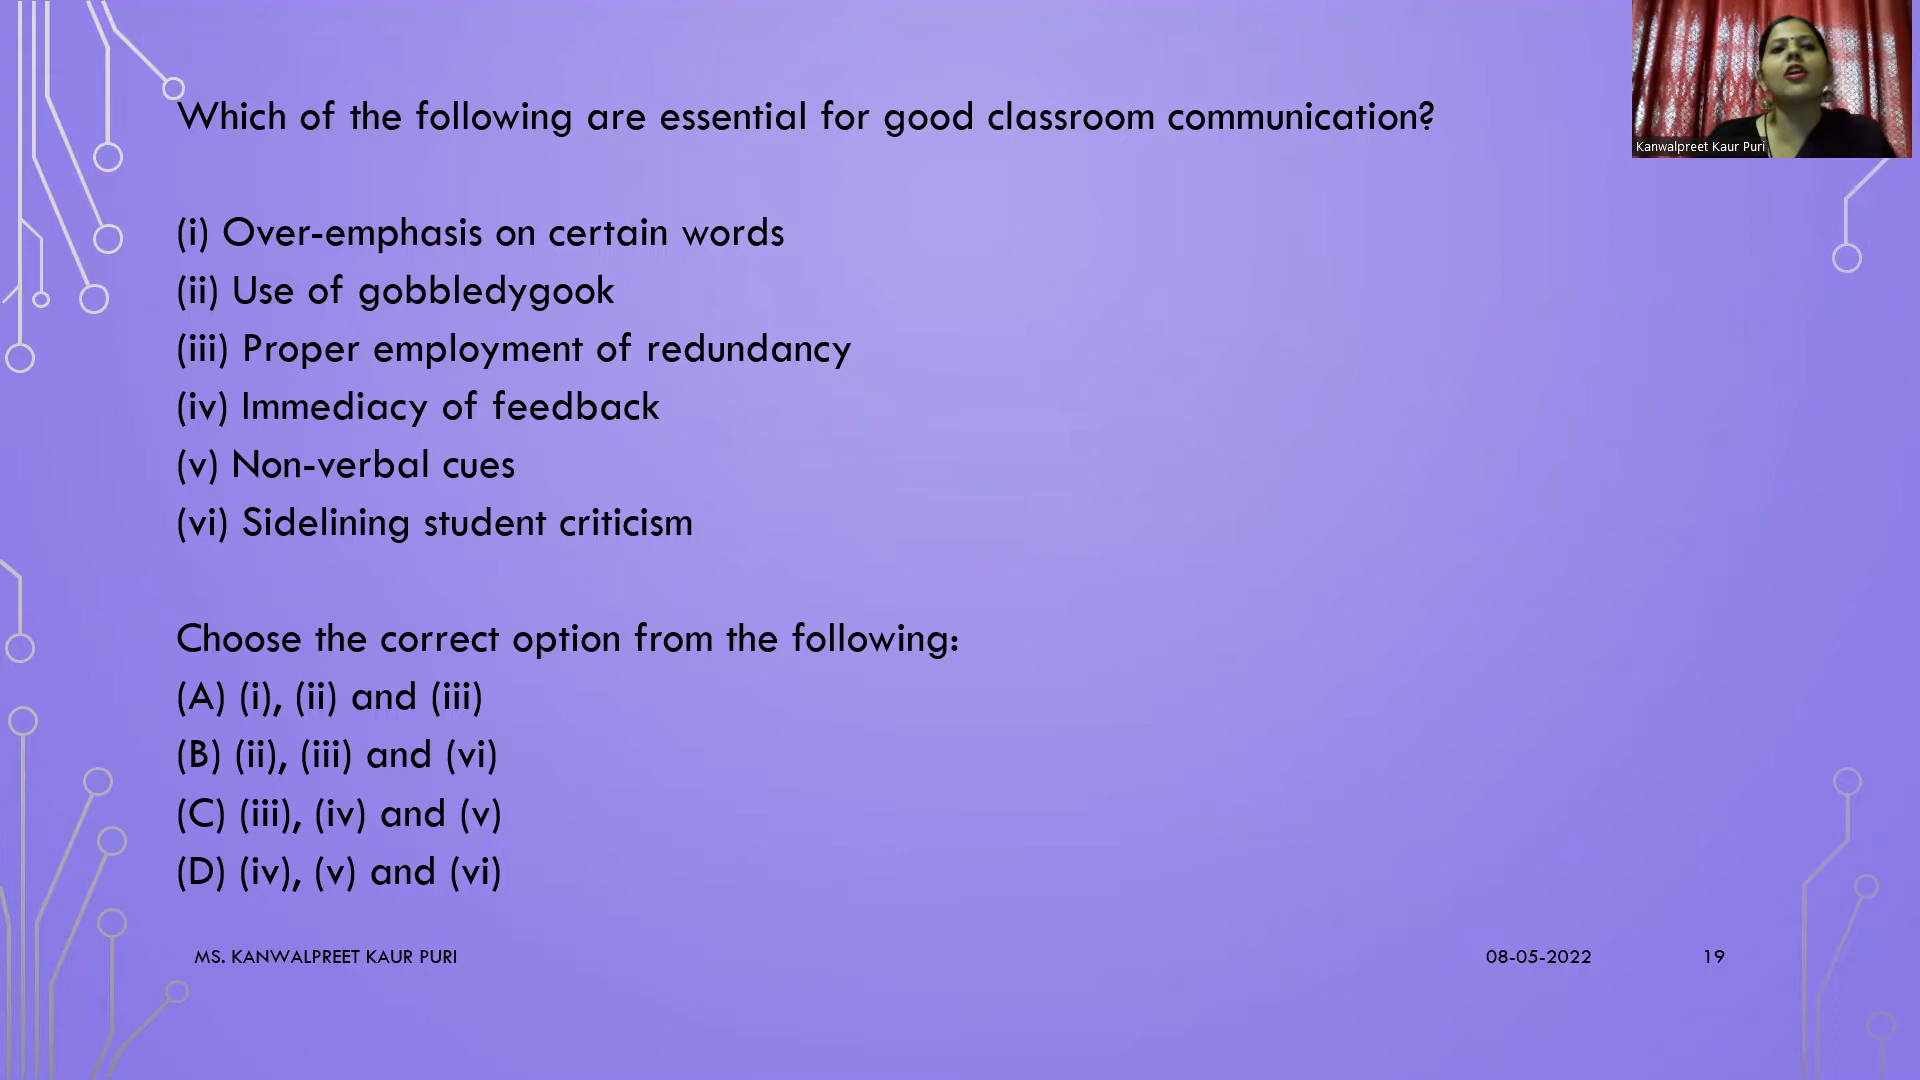 Which of the following are essential for good classroom communication?
(i) Over-emphasis on certain words
(ii) Use of gobbledygook
(iii) Proper employment of redundancy
(iv) Immediacy of feedback
(v) Non-verbal cues
(vi) Sidelining student criticism
Choose the correct option from the following:
(A) (i), (ii) and (iii)
(B) (ii), (iii) and (vi)
(C) (iii), (iv) and (v)
(D) (iv), (v) and (vi)
MS. KANWALPREET KAUR PURI
08-05-2022
19
Kanwalpreet Kaur Puri